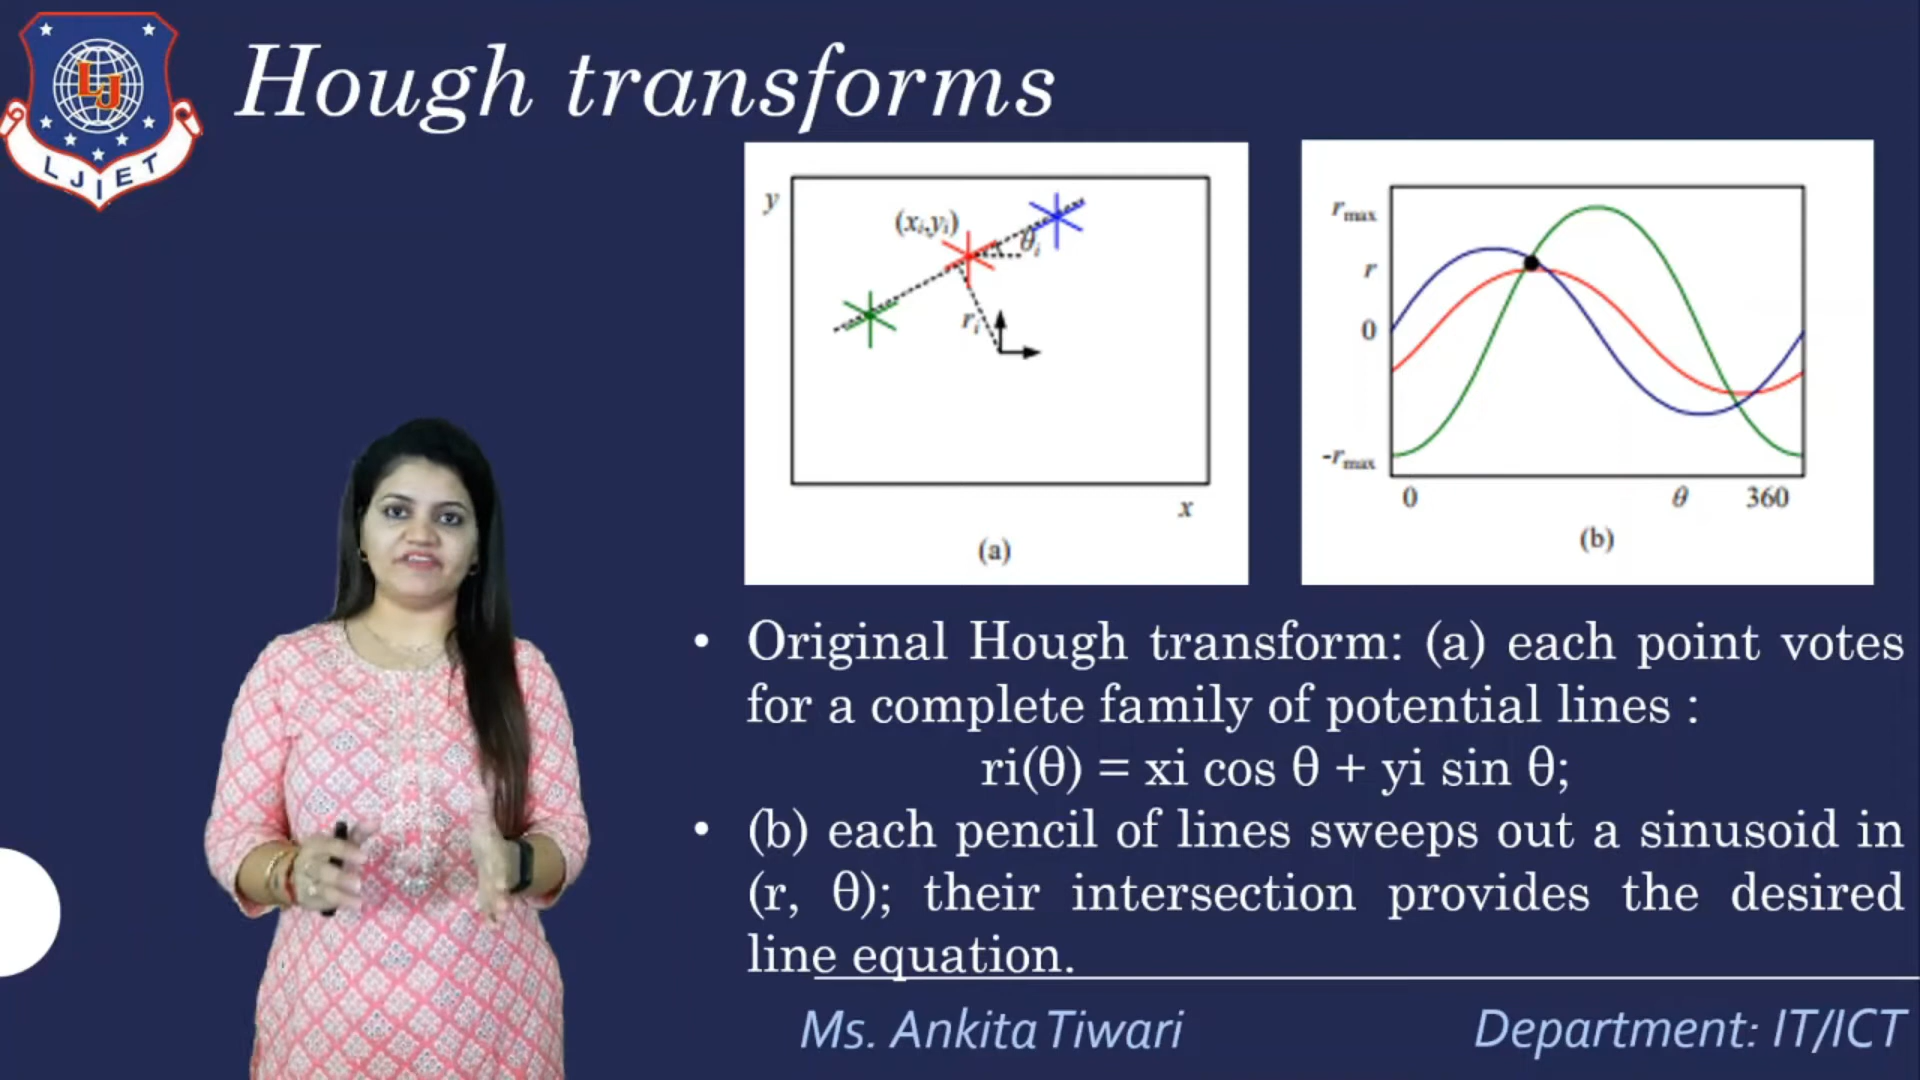 LJ
LJIET
Hough transforms
y
(xi,yi)
θi
ri
x
(a)
rmax
r
0
-rmax
0 θ 360
(b)
• Original Hough transform: (a) each point votes
for a complete family of potential lines :
ri(θ) = xi cos θ + yi sin θ;
• (b) each pencil of lines sweeps out a sinusoid in
(r, θ); their intersection provides the desired
line equation.
Ms. Ankita Tiwari
Department: IT/ICT